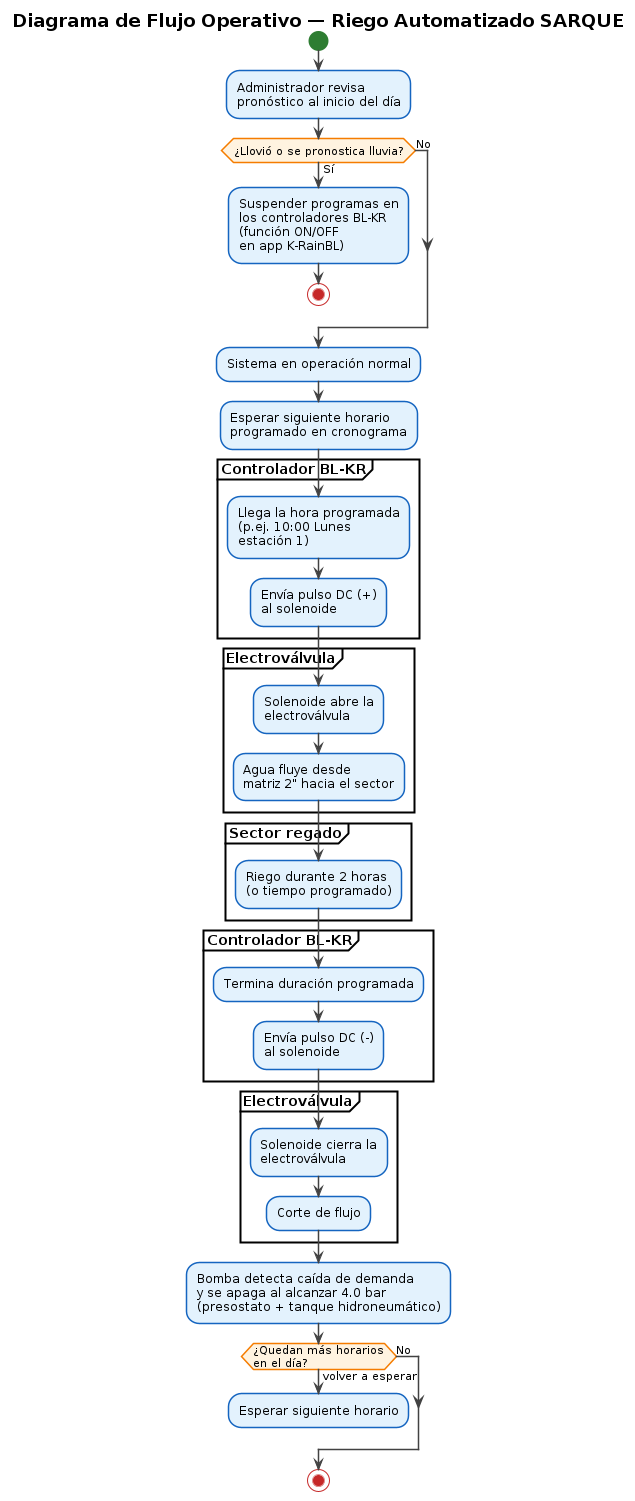 Diagrama de Flujo Operativo — Riego Automatizado SARQUE
Administrador revisa
pronóstico al inicio del día
¿Llovió o se pronostica lluvia?
No
Sí
Suspender programas en
los controladores BL-KR
(función ON/OFF
en app K-RainBL)
Sistema en operación normal
Esperar siguiente horario
programado en cronograma
Controlador BL-KR
Llega la hora programada
(p.ej. 10:00 Lunes
estación 1)
Envía pulso DC (+)
al solenoide
Electroválvula
Solenoide abre la
electroválvula
Agua fluye desde
matriz 2" hacia el sector
Sector regado
Riego durante 2 horas
(o tiempo programado)
Controlador BL-KR
Termina duración programada
Envía pulso DC (-)
al solenoide
Electroválvula
Solenoide cierra la
electroválvula
Corte de flujo
Bomba detecta caída de demanda
y se apaga al alcanzar 4.0 bar
(presostato + tanque hidroneumático)
¿Quedan más horarios
en el día?
No
volver a esperar
Esperar siguiente horario